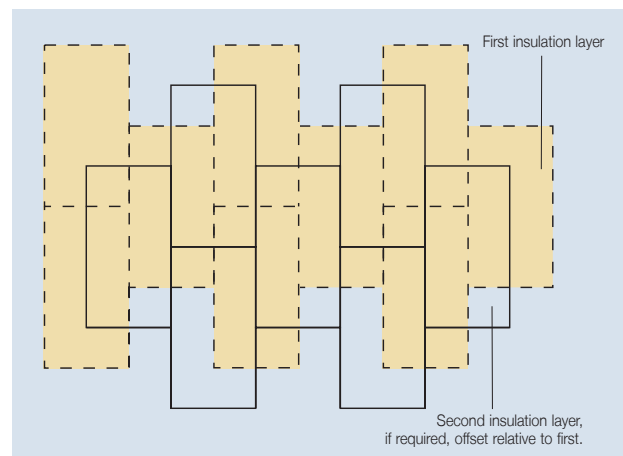 First insulation layer
Second insulation layer,
if required, offset relative to first.